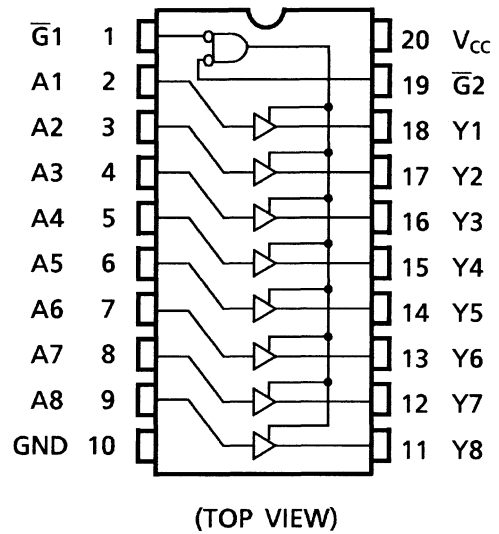 G̅1 1 20 VCC
A1 2 19 G̅2
A2 3 18 Y1
A3 4 17 Y2
A4 5 16 Y3
A5 6 15 Y4
A6 7 14 Y5
A7 8 13 Y6
A8 9 12 Y7
GND 10 11 Y8
(TOP VIEW)